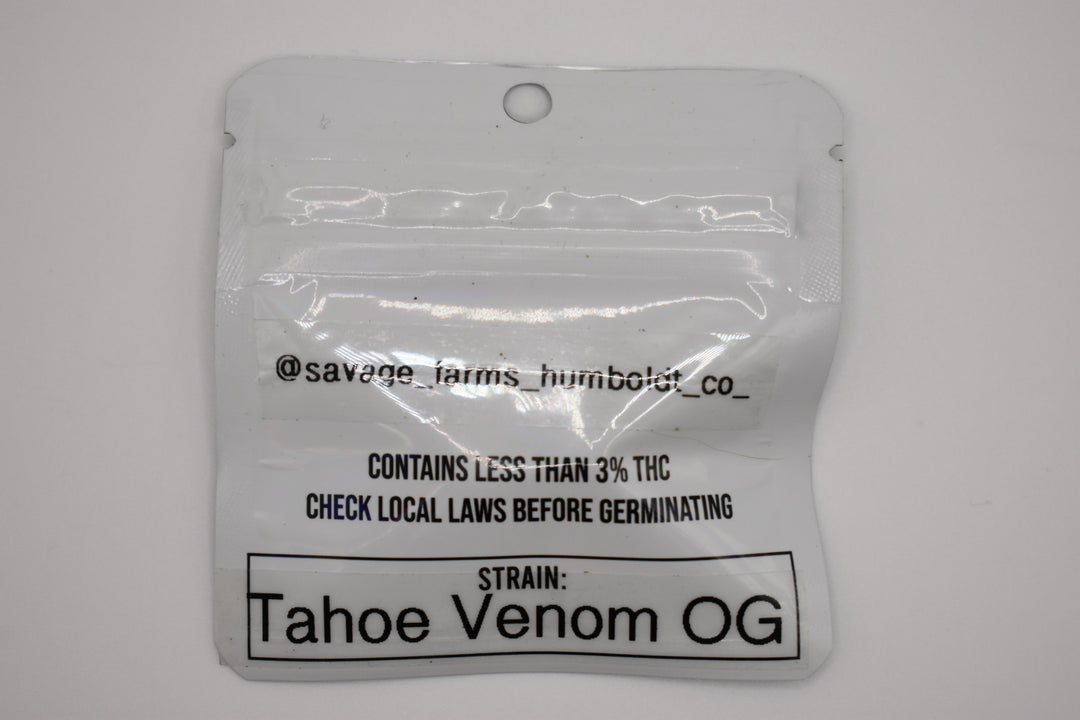 @savage_farms_humboldt_co_
CONTAINS LESS THAN 3% THC
CHECK LOCAL LAWS BEFORE GERMINATING
STRAIN:
Tahoe Venom OG